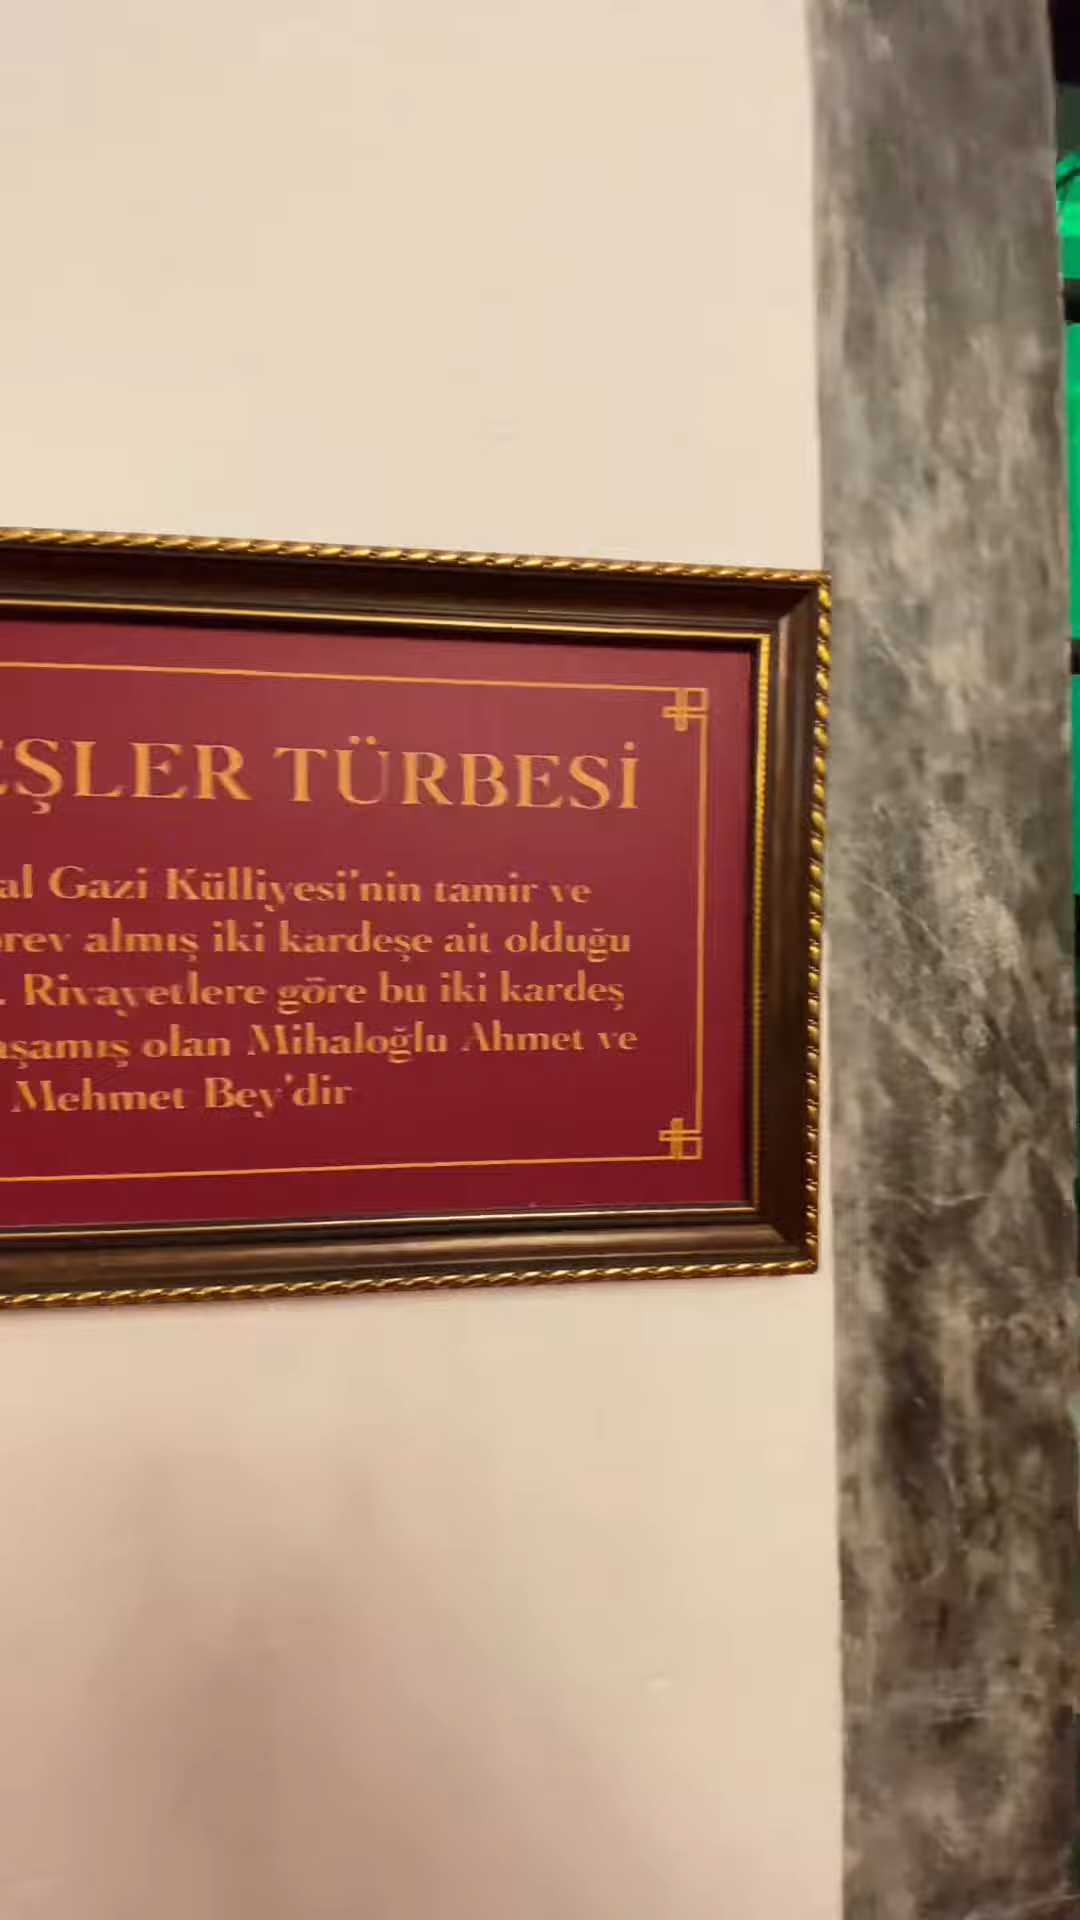 EŞLER TÜRBESİ
al Gazi Külliyesi'nin tamir ve
örev almış iki kardeşe ait olduğu
. Rivayetlere göre bu iki kardeş
aşamış olan Mihaloğlu Ahmet ve
Mehmet Bey'dir